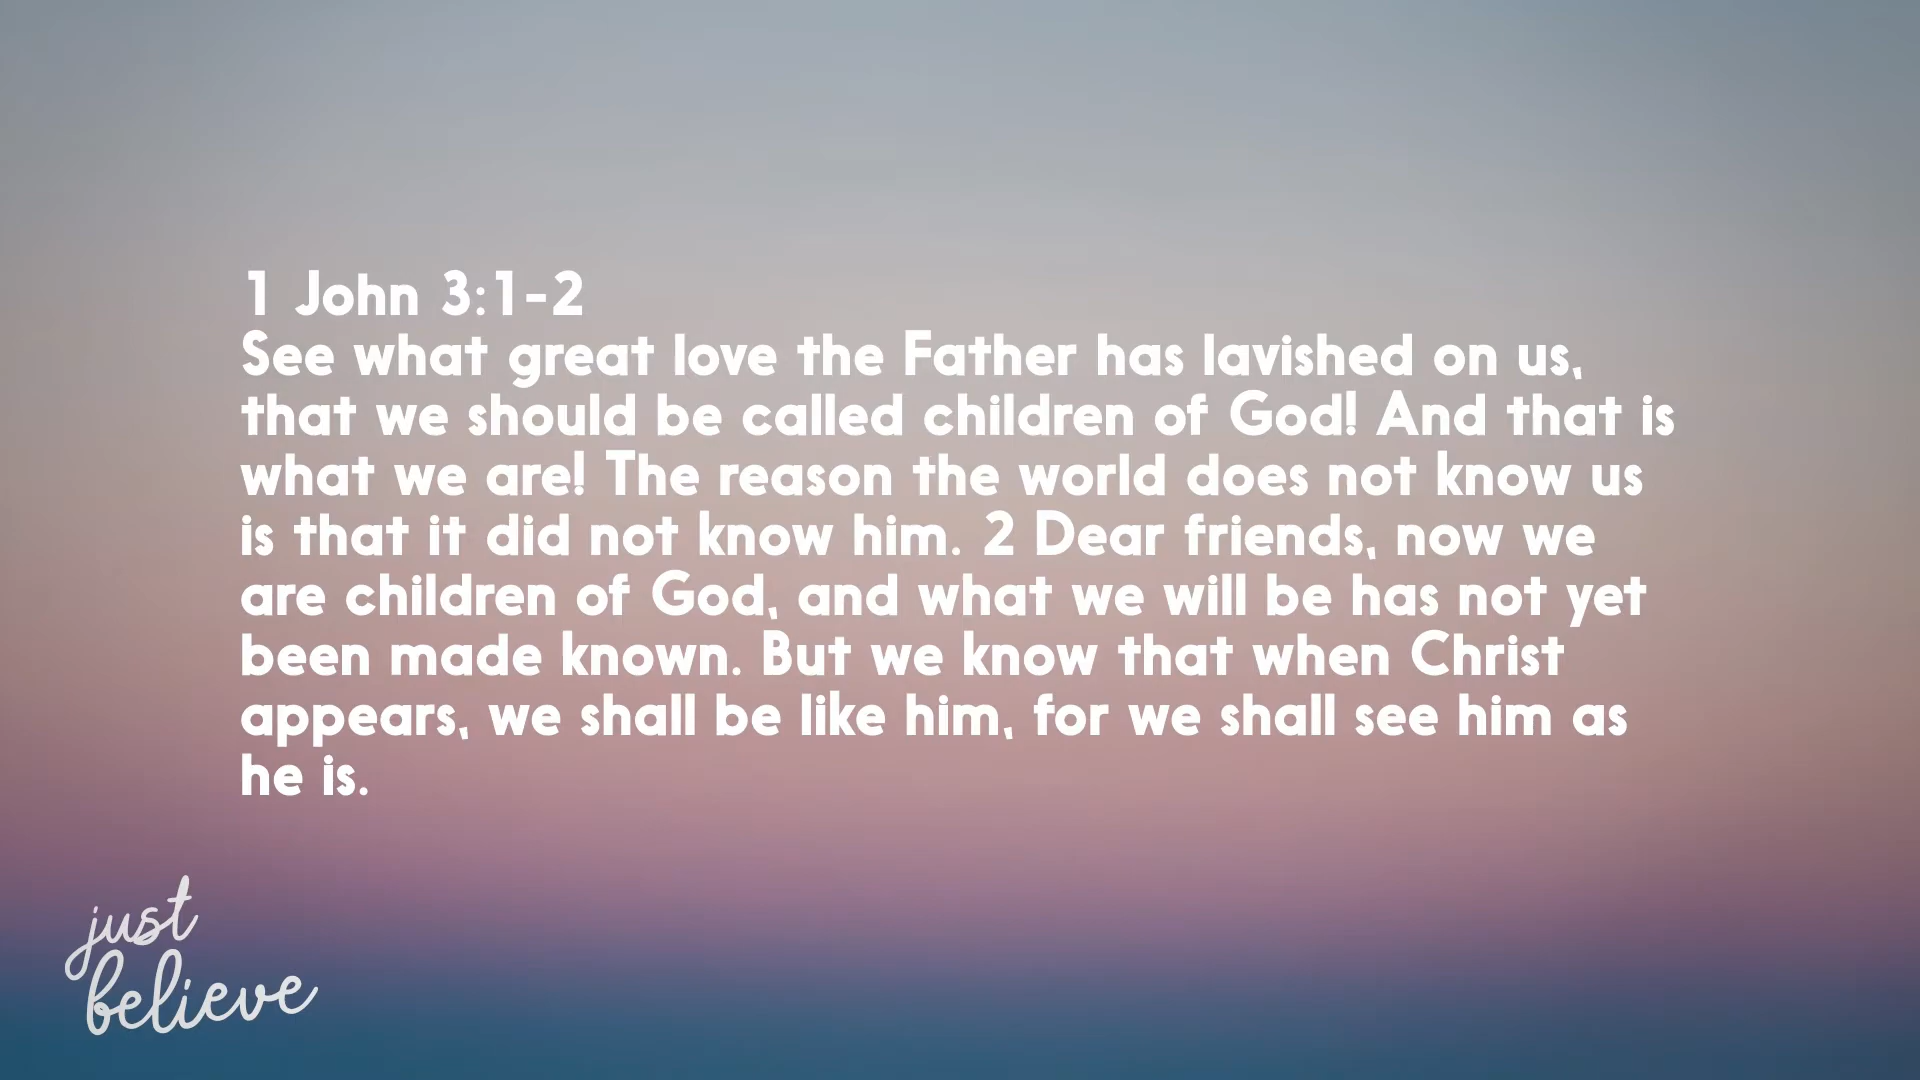 1 John 3:1-2
See what great love the Father has lavished on us,
that we should be called children of God! And that is
what we are! The reason the world does not know us
is that it did not know him. 2 Dear friends, now we
are children of God, and what we will be has not yet
been made known. But we know that when Christ
appears, we shall be like him, for we shall see him as
he is.
just
believe